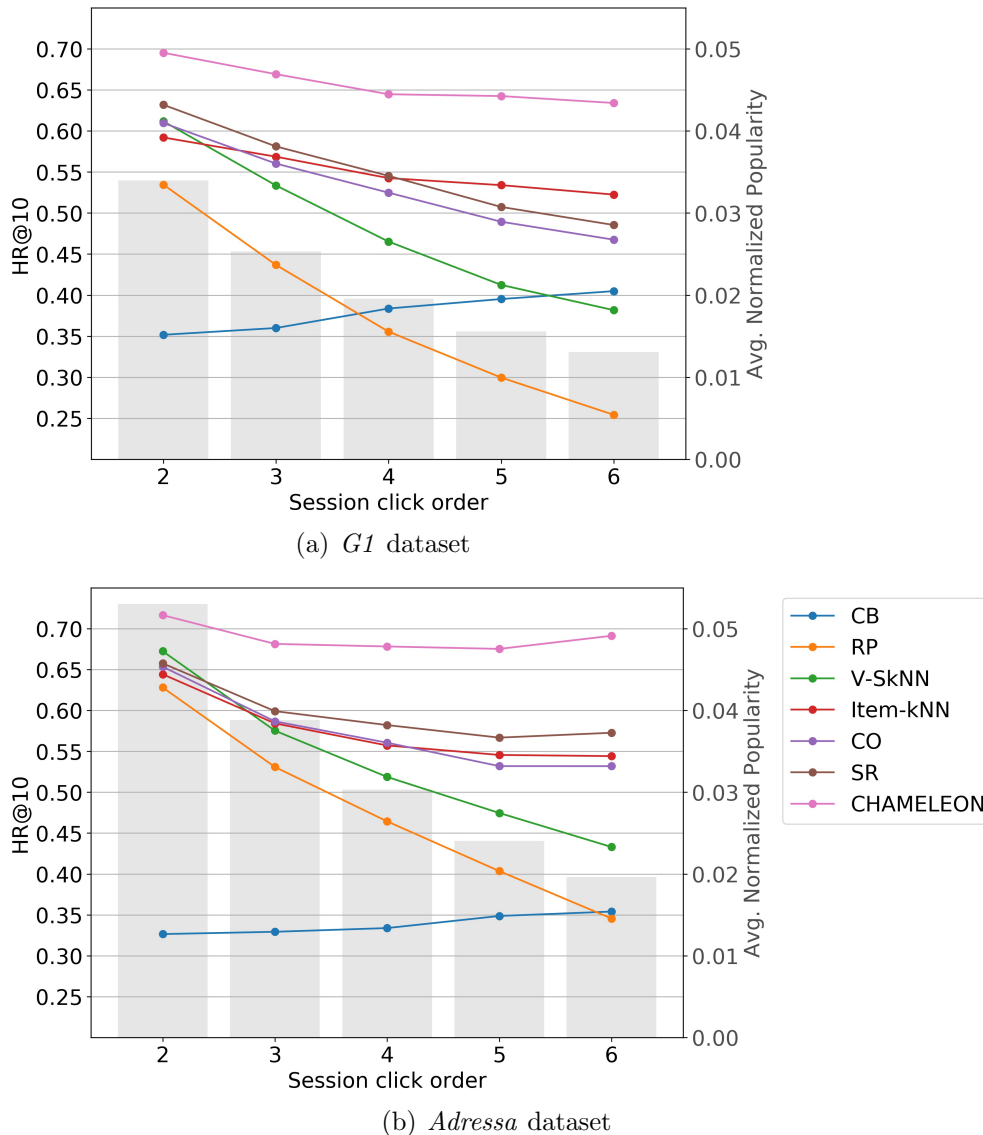 0.70
0.65
0.60
0.55
0.50
0.45
0.40
0.35
0.30
0.25
HR@10
0.05
0.04
0.03
0.02
0.01
0.00
Avg. Normalized Popularity
2 3 4 5 6
Session click order
(a) G1 dataset
0.70
0.65
0.60
0.55
0.50
0.45
0.40
0.35
0.30
0.25
HR@10
0.05
0.04
0.03
0.02
0.01
0.00
Avg. Normalized Popularity
2 3 4 5 6
Session click order
CB
RP
V-SkNN
Item-kNN
CO
SR
CHAMELEON
(b) Adressa dataset